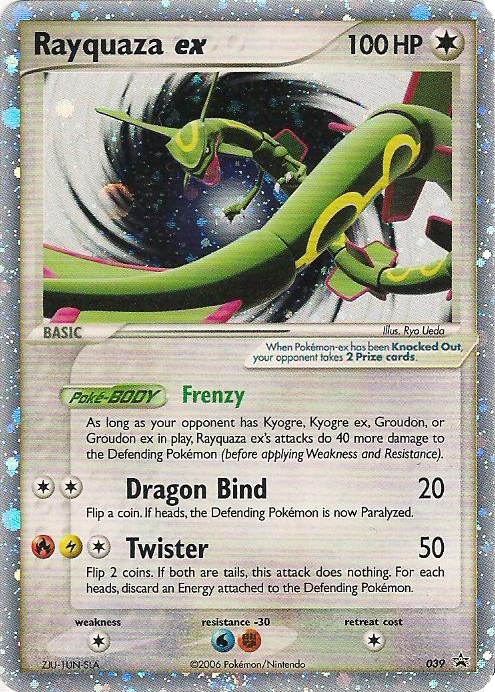 Rayquaza ex 100 HP
BASIC
Illus. Ryo Ueda
When Pokémon-ex has been Knocked Out,
your opponent takes 2 Prize cards.
Poké-BODY Frenzy
As long as your opponent has Kyogre, Kyogre ex, Groudon, or
Groudon ex in play, Rayquaza ex's attacks do 40 more damage to
the Defending Pokémon (before applying Weakness and Resistance).
Dragon Bind 20
Flip a coin. If heads, the Defending Pokémon is now Paralyzed.
Twister 50
Flip 2 coins. If both are tails, this attack does nothing. For each
heads, discard an Energy attached to the Defending Pokémon.
weakness resistance -30 retreat cost
ZJU-1UN-SLA ©2006 Pokémon/Nintendo 039